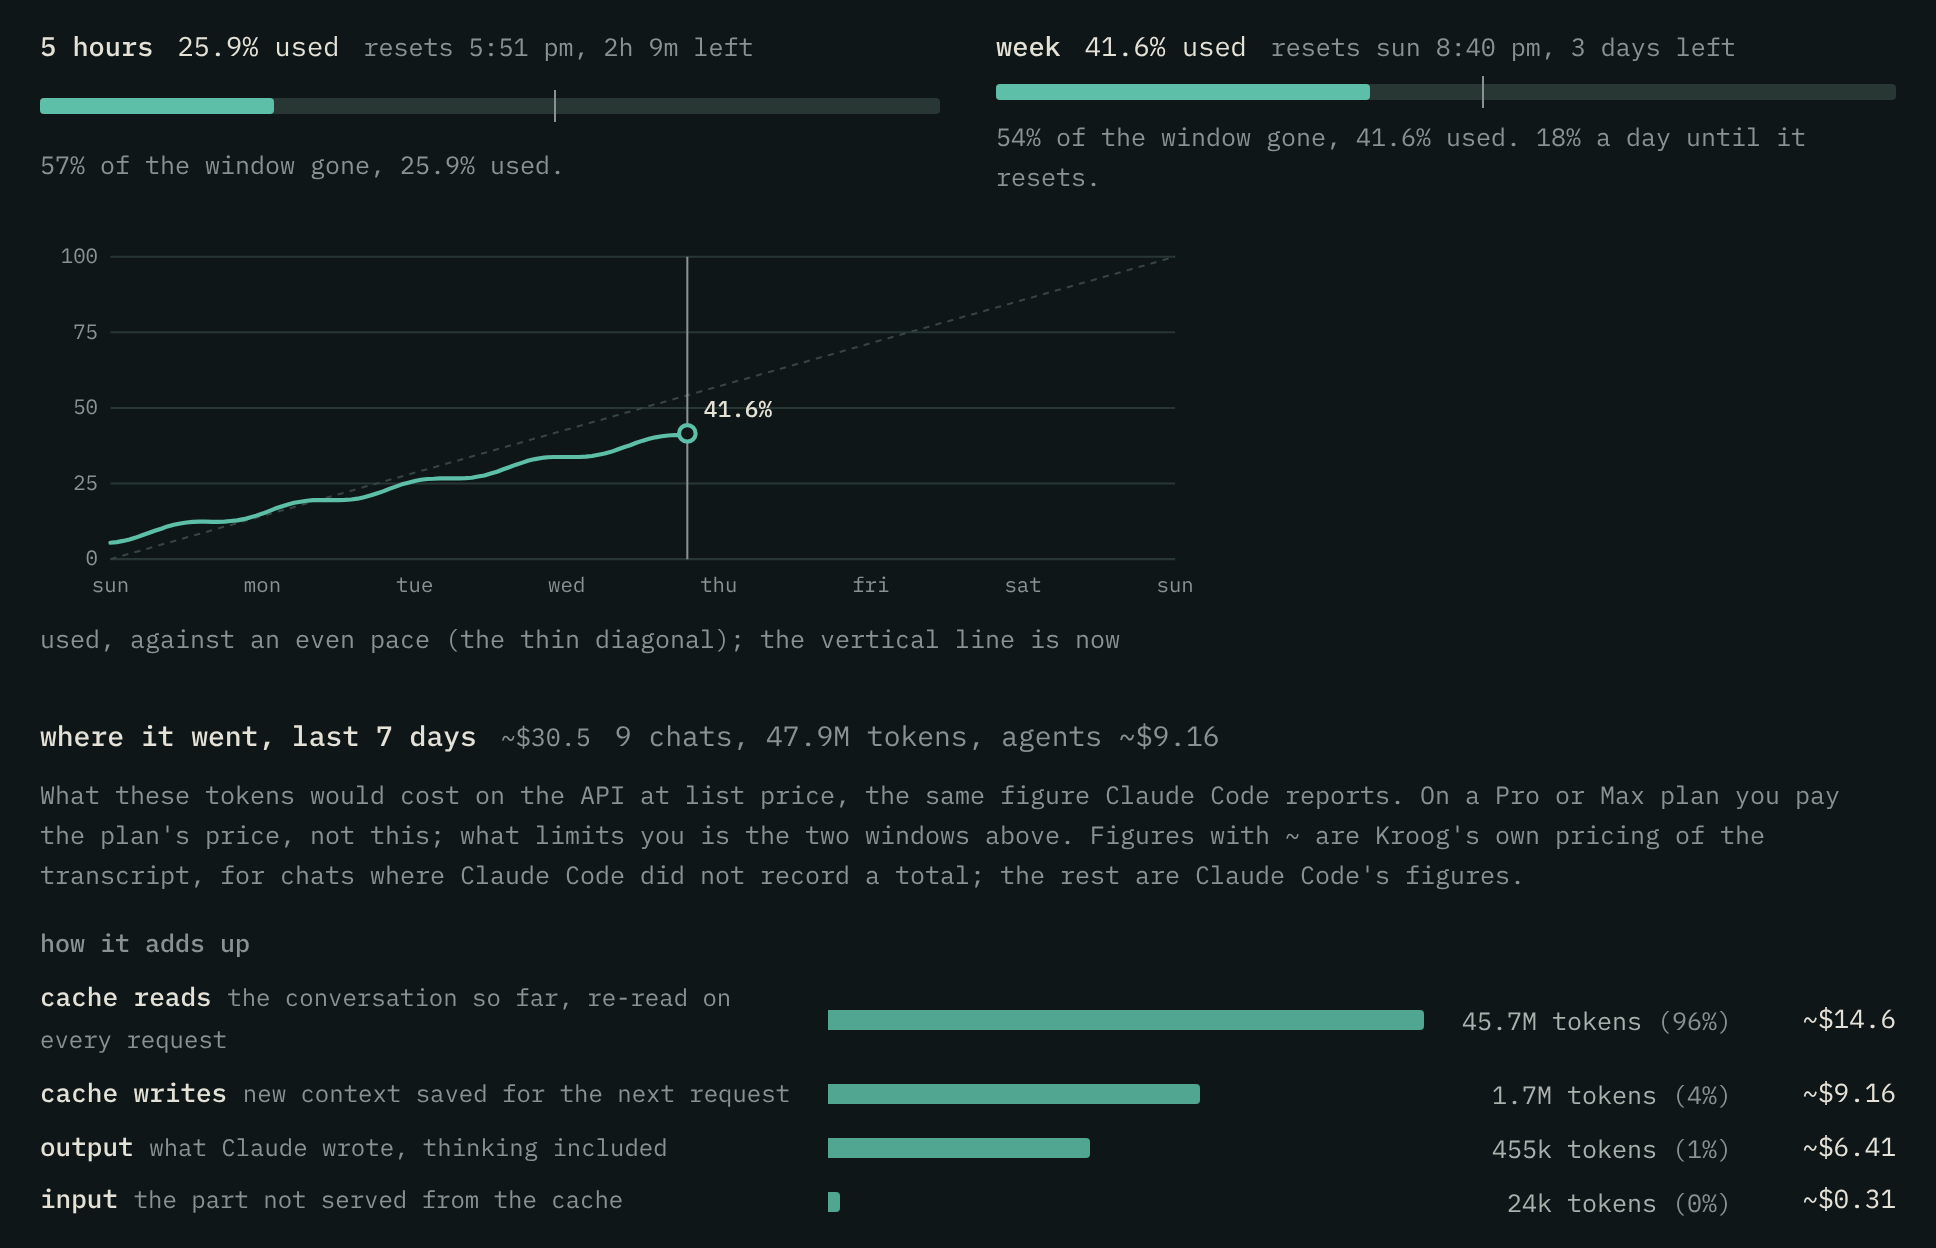 5 hours 25.9% used resets 5:51 pm, 2h 9m left
57% of the window gone, 25.9% used.
week 41.6% used resets sun 8:40 pm, 3 days left
54% of the window gone, 41.6% used. 18% a day until it
resets.
100
75
50
25
0
41.6%
sun mon tue wed thu fri sat sun
used, against an even pace (the thin diagonal); the vertical line is now
where it went, last 7 days ~$30.5 9 chats, 47.9M tokens, agents ~$9.16
What these tokens would cost on the API at list price, the same figure Claude Code reports. On a Pro or Max plan you pay
the plan's price, not this; what limits you is the two windows above. Figures with ~ are Kroog's own pricing of the
transcript, for chats where Claude Code did not record a total; the rest are Claude Code's figures.
how it adds up
cache reads the conversation so far, re-read on
every request
45.7M tokens (96%) ~$14.6
cache writes new context saved for the next request 1.7M tokens (4%) ~$9.16
output what Claude wrote, thinking included 455k tokens (1%) ~$6.41
input the part not served from the cache 24k tokens (0%) ~$0.31